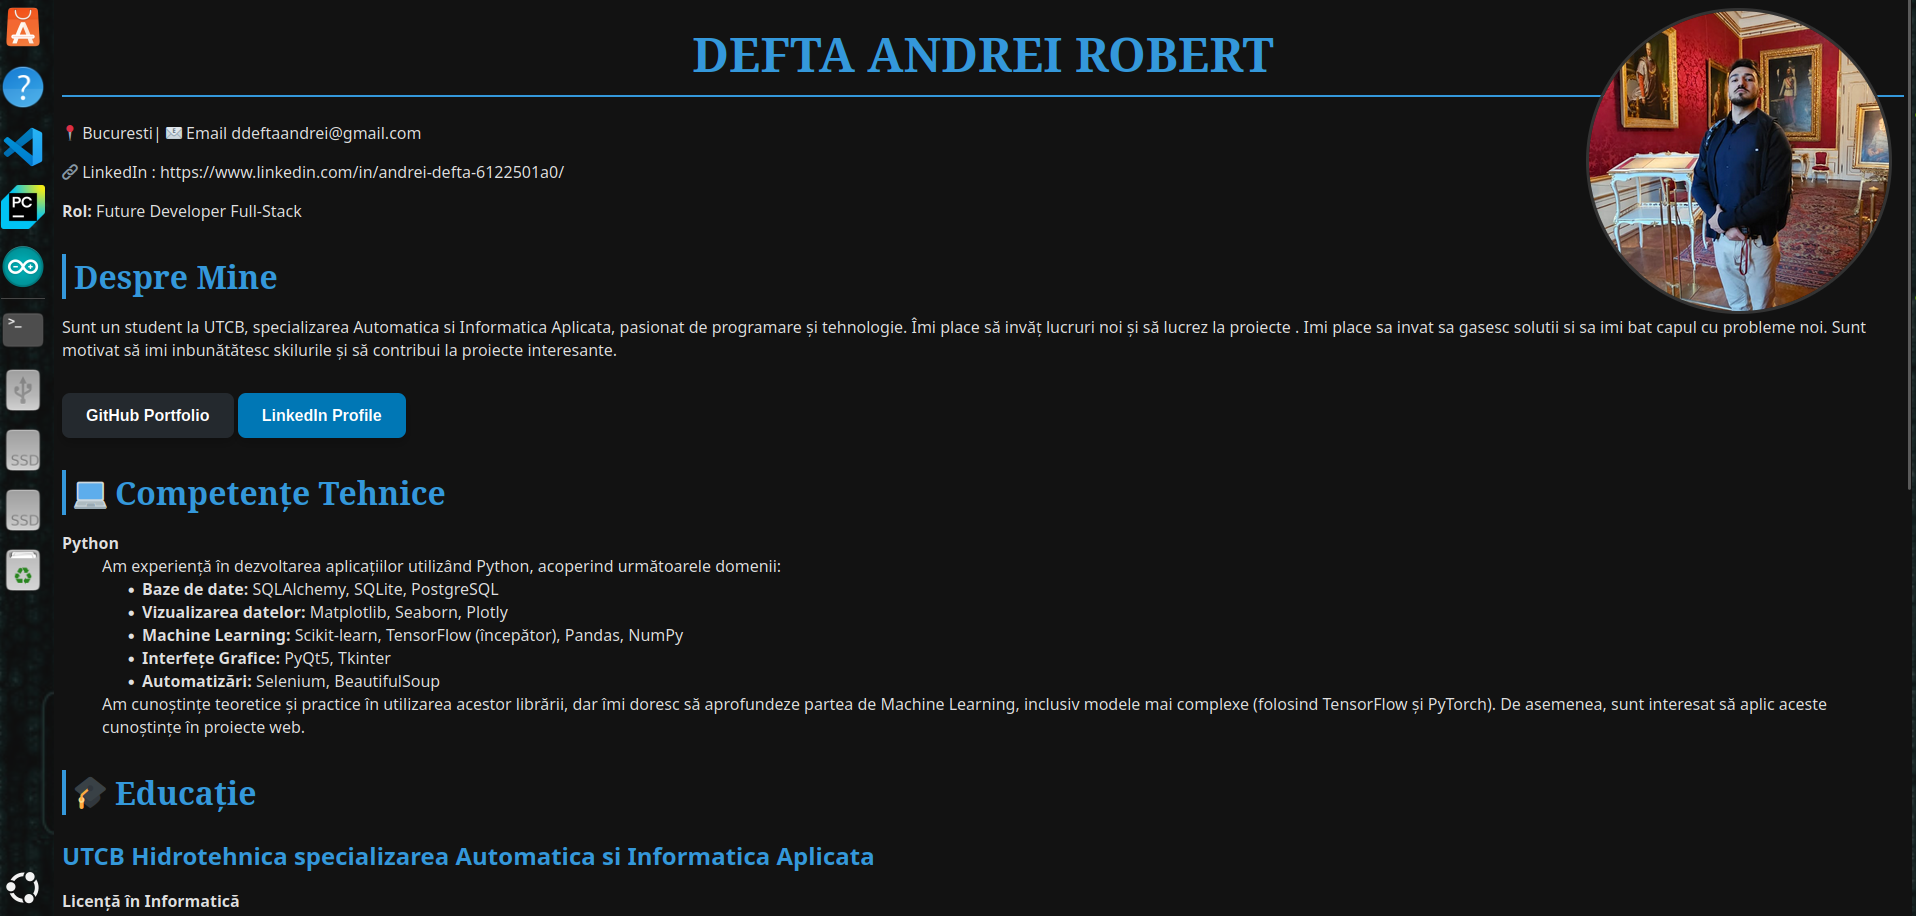 DEFTA ANDREI ROBERT
📍 Bucuresti| ✉️ Email ddeftaandrei@gmail.com
🔗 LinkedIn : https://www.linkedin.com/in/andrei-defta-6122501a0/
Rol: Future Developer Full-Stack
Despre Mine
Sunt un student la UTCB, specializarea Automatica si Informatica Aplicata, pasionat de programare și tehnologie. Îmi place să invăț lucruri noi și să lucrez la proiecte . Imi place sa invat sa gasesc solutii si sa imi bat capul cu probleme noi. Sunt
motivat să imi inbunătătesc skilurile și să contribui la proiecte interesante.
GitHub Portfolio LinkedIn Profile
💻 Competențe Tehnice
Python
Am experiență în dezvoltarea aplicațiilor utilizând Python, acoperind următoarele domenii:
• Baze de date: SQLAlchemy, SQLite, PostgreSQL
• Vizualizarea datelor: Matplotlib, Seaborn, Plotly
• Machine Learning: Scikit-learn, TensorFlow (începător), Pandas, NumPy
• Interfețe Grafice: PyQt5, Tkinter
• Automatizări: Selenium, BeautifulSoup
Am cunoștințe teoretice și practice în utilizarea acestor librării, dar îmi doresc să aprofundeze partea de Machine Learning, inclusiv modele mai complexe (folosind TensorFlow și PyTorch). De asemenea, sunt interesat să aplic aceste
cunoștințe în proiecte web.
🎓 Educație
UTCB Hidrotehnica specializarea Automatica si Informatica Aplicata
Licență în Informatică
A
?
PC
>_
SSD
SSD